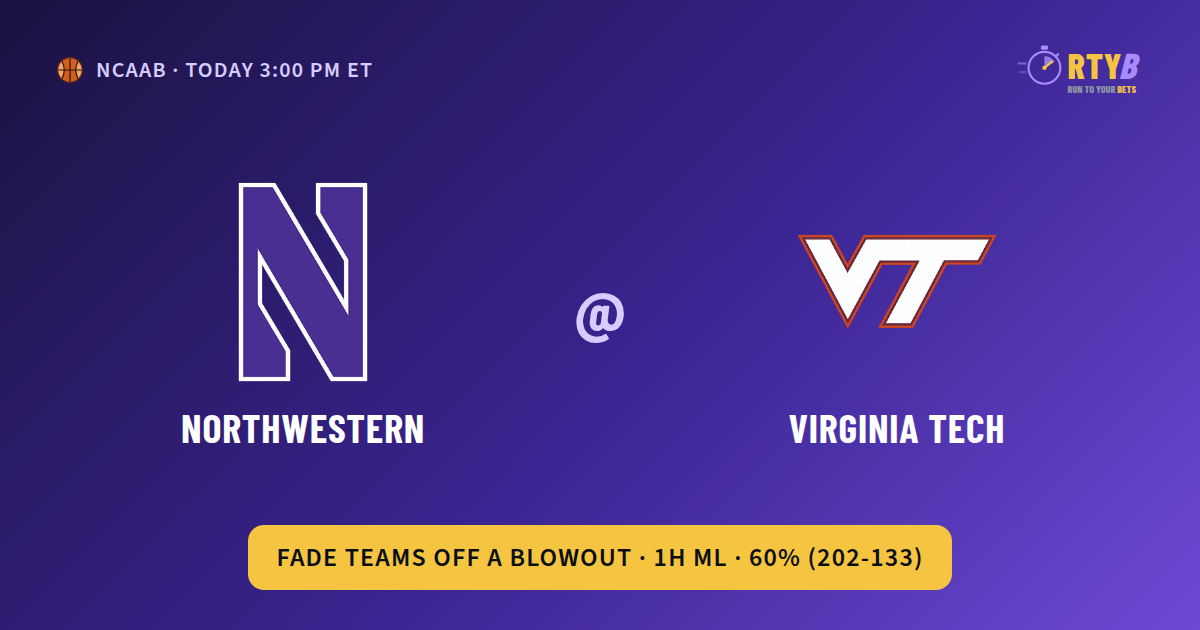 NCAAB · TODAY 3:00 PM ET
RTYB
RUN TO YOUR BETS
N
@
VT
NORTHWESTERN
VIRGINIA TECH
FADE TEAMS OFF A BLOWOUT · 1H ML · 60% (202-133)